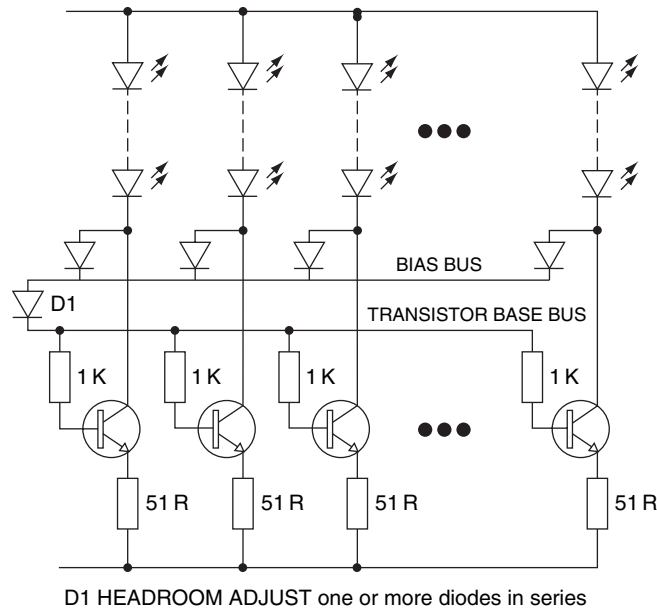 BIAS BUS
D1
TRANSISTOR BASE BUS
1 K
1 K
1 K
1 K
51 R
51 R
51 R
51 R
D1 HEADROOM ADJUST one or more diodes in series